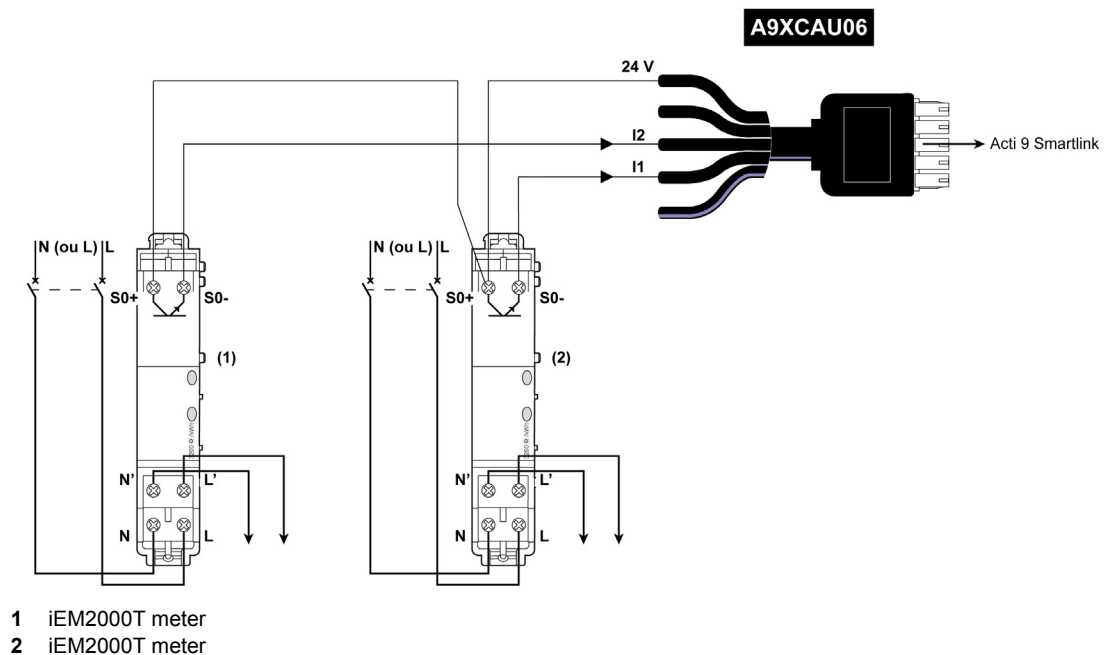 A9XCAU06
24 V
I2
Acti 9 Smartlink
I1
N (ou L) L
N (ou L) L
S0+ S0-
S0+ S0-
(1)
(2)
N' L'
N' L'
N L
N L
1 iEM2000T meter
2 iEM2000T meter